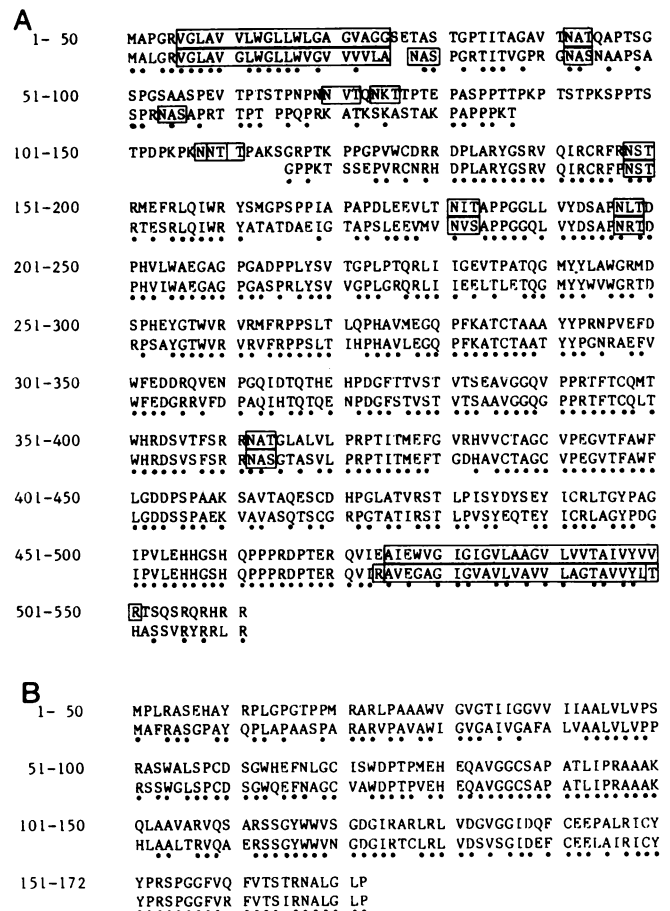 A
1- 50 MAPGRVGLAV VLWGLLWLGA GVAGGSETAS TGPTITAGAV TNATQAPTSG
MALGRVGLAV GLWGLLWVGV VVVLA NAS PGRTITVGPR GNASNAAPSA
51-100 SPGSAASPEV TPTSTPNPNN VTQNKTTPTE PASPPTTPKP TSTPKSPPTS
SPRNASAPRT TPT PPQPRK ATKSKASTAK PAPPPKT
101-150 TPDPKPKNNT T PAKSGRPTK PPGPVWCDRR DPLARYGSRV QIRCRFRNST
GPPKT SSEPVRCNRH DPLARYGSRV QIRCRFPNST
151-200 RMEFRLQIWR YSMGPSPPIA PAPDLEEVLT NITAPPGGLL VYDSAPNLTD
RTESRLQIWR YATATDAEIG TAPSLEEVMV NVSAPPGGQL VYDSAPNRTD
201-250 PHVLWAEGAG PGADPPLYSV TGPLPTQRLI IGEVTPATQG MYYLAWGRMD
PHVIWAEGAG PGASPRLYSV VGPLGRQRLI IEELTLETQG MYYWVWGRTD
251-300 SPHEYGTWVR VRMFRPPSLT LQPHAVMEGQ PFKATCTAAA YYPRNPVEFD
RPSAYGTWVR VRVFRPPSLT IHPHAVLEGQ PFKATCTAAT YYPGNRAEFV
301-350 WFEDDRQVFN PGQIDTQTHE HPDGFTTVST VTSEAVGGQV PPRTFTCQMT
WFEDGRRVFD PAQIHTQTQE NPDGFSTVST VTSAAVGGQG PPRTFTCQLT
351-400 WHRDSVTFSR RNATGLALVL PRPTITMEFG VRHVVCTAGC VPEGVTFAWF
WHRDSVSFSR RNASGTASVL PRPTITMEFT GDHAVCTAGC VPEGVTFAWF
401-450 LGDDPSPAAK SAVTAQESCD HPGLATVRST LPISYDYSEY ICRLTGYPAG
LGDDSSPAEK VAVASQTSCG RPGTATIRST LPVSYEQTEY ICRLAGYPDG
451-500 IPVLEHHGSH QPPPRDPTER QVIEAIEWVG IGIGVLAAGV LVVTAIVYVV
IPVLEHHGSH QPPPRDPTER QVIRAVEGAG IGVAVLVAVV LAGTAVVYLT
501-550 RTSQSRQRHR R
HASSVRYRRL R
B
1- 50 MPLRASEHAY RPLGPGTPPM RARLPAAAWV GVGTIIGGVV IIAALVLVPS
MAFRASGPAY QPLAPAASPA RARVPAVAWI GVGAIVGAFA LVAALVLVPP
51-100 RASWALSPCD SGWHEFNLGC ISWDPTPMEH EQAVGGCSAP ATLIPRAAAK
RSSWGLSPCD SGWQEFNAGC VAWDPTPVEH EQAVGGCSAP ATLIPRAAAK
101-150 QLAAVARVQS ARSSGYWWVS GDGIRARLRL VDGVGGIDQF CEEPALRICY
HLAALTRVQA ERSSGYWWVN GDGIRTCLRL VDSVSGIDEF CEELAIRICY
151-172 YPRSPGGFVQ FVTSTRNALG LP
YPRSPGGFVR FVTSIRNALG LP